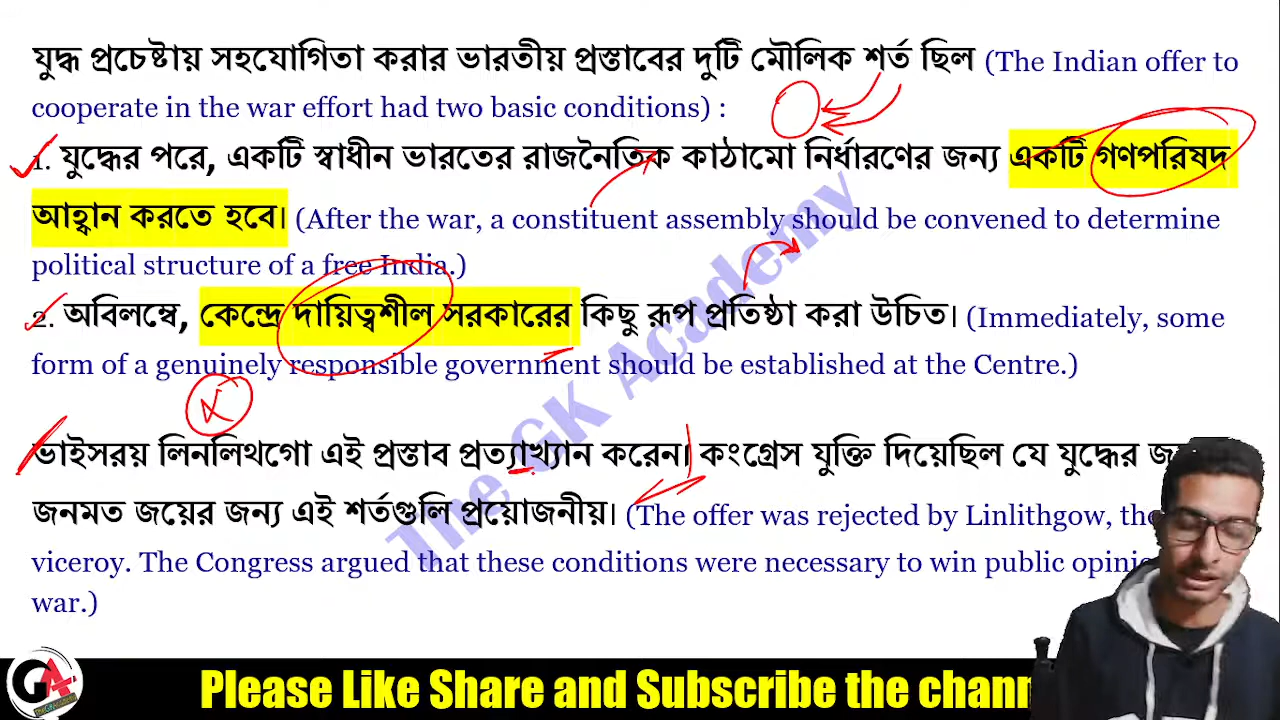 যুদ্ধ প্রচেষ্টায় সহযোগিতা করার ভারতীয় প্রস্তাবের দুটি মৌলিক শর্ত ছিল (The Indian offer to
cooperate in the war effort had two basic conditions) :
1. যুদ্ধের পরে, একটি স্বাধীন ভারতের রাজনৈতিক কাঠামো নির্ধারণের জন্য একটি গণপরিষদ
আহ্বান করতে হবে। (After the war, a constituent assembly should be convened to determine
political structure of a free India.)
2. অবিলম্বে, কেন্দ্রে দায়িত্বশীল সরকারের কিছু রূপ প্রতিষ্ঠা করা উচিত। (Immediately, some
form of a genuinely responsible government should be established at the Centre.)
ভাইসরয় লিনলিথগো এই প্রস্তাব প্রত্যাখ্যান করেন। কংগ্রেস যুক্তি দিয়েছিল যে যুদ্ধের
জনমত জয়ের জন্য এই শর্তগুলি প্রয়োজনীয়। (The offer was rejected by Linlithgow, the
viceroy. The Congress argued that these conditions were necessary to win public
war.)
The GK Academy
Please Like Share and Subscribe the